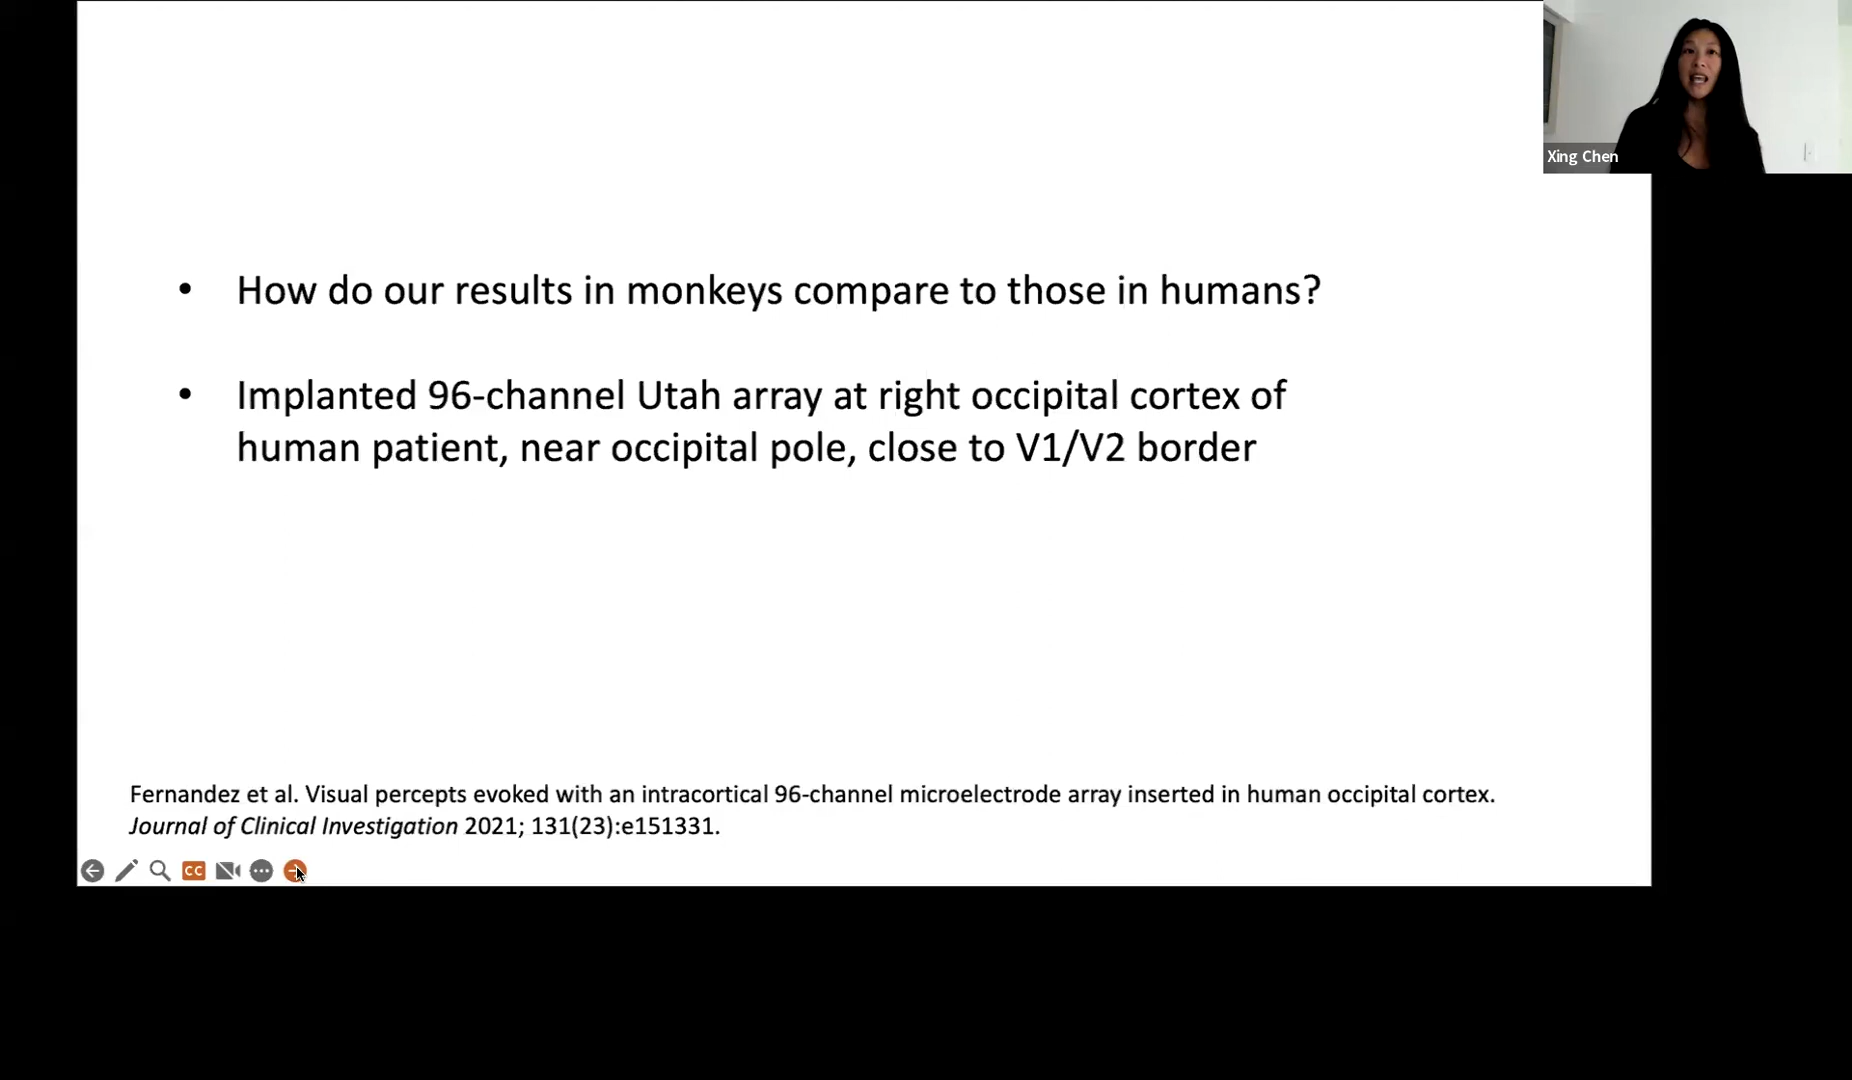 Xing Chen
• How do our results in monkeys compare to those in humans?
• Implanted 96-channel Utah array at right occipital cortex of
human patient, near occipital pole, close to V1/V2 border
Fernandez et al. Visual percepts evoked with an intracortical 96-channel microelectrode array inserted in human occipital cortex.
Journal of Clinical Investigation 2021; 131(23):e151331.
CC